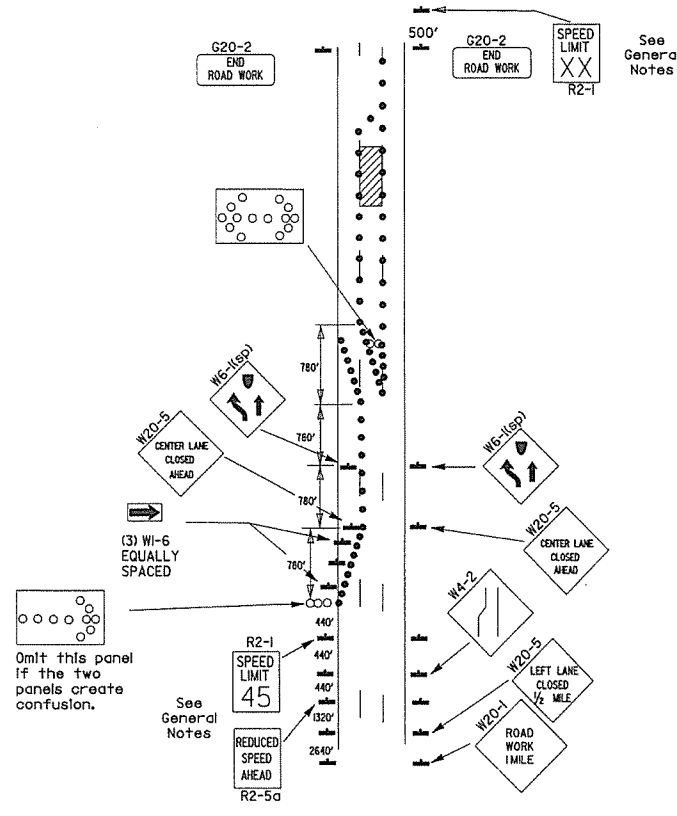 500'
G20-2
END
ROAD WORK
G20-2
END
ROAD WORK
SPEED
LIMIT
XX
R2-1
See
Genera
Notes
780'
W6-1(sp)
760'
W20-5
CENTER LANE
CLOSED
AHEAD
780'
W6-1(sp)
(3) W1-6
EQUALLY
SPACED
W20-5
CENTER LANE
CLOSED
AHEAD
760'
W4-2
Omit this panel
if the two
panels create
confusion.
440'
R2-1
SPEED
LIMIT
45
440'
440'
See
General
Notes
1320'
W20-5
LEFT LANE
CLOSED
1/2 MILE
REDUCED
SPEED
AHEAD
R2-5a
2640'
W20-1
ROAD
WORK
1 MILE